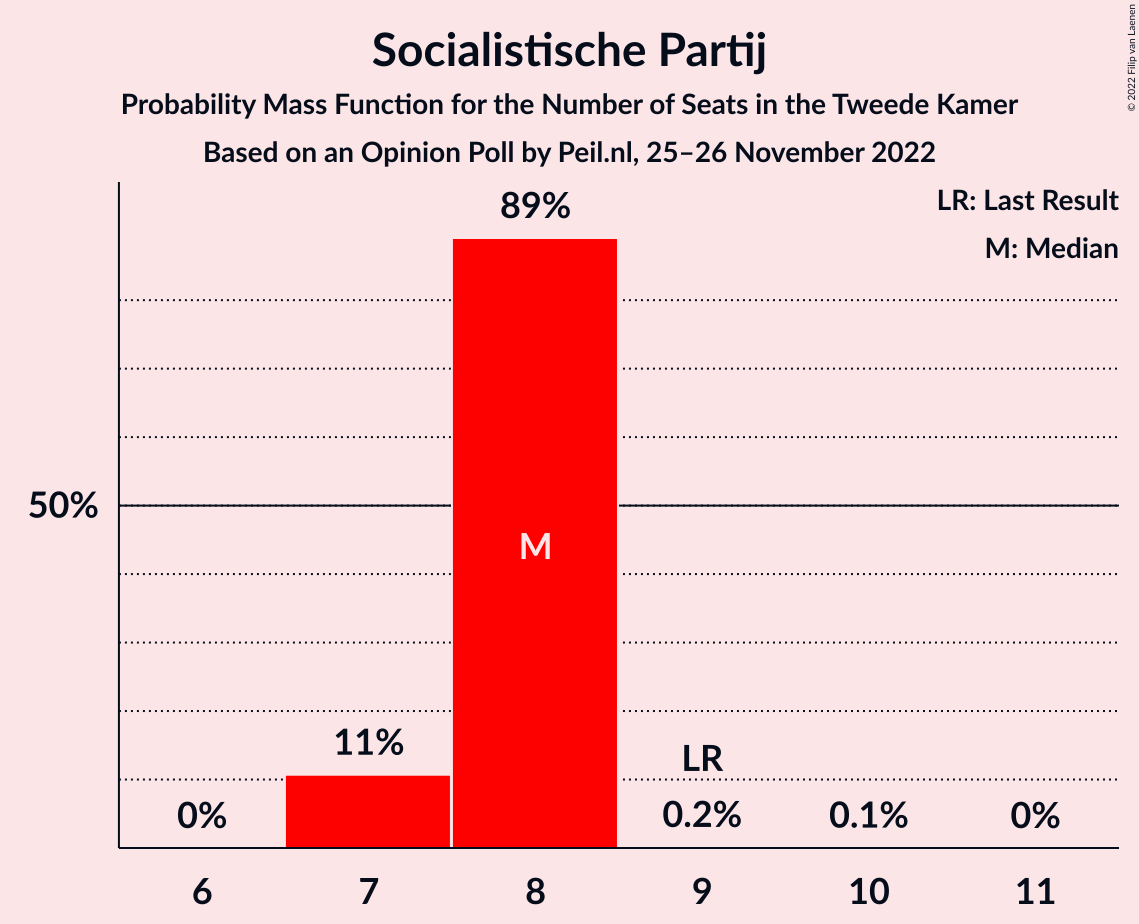 Socialistische Partij
Probability Mass Function for the Number of Seats in the Tweede Kamer
Based on an Opinion Poll by Peil.nl, 25–26 November 2022
© 2022 Filip van Laenen
LR: Last Result
M: Median
89%
50%
M
11%
LR
0%
0.2%
0.1%
0%
6
7
8
9
10
11